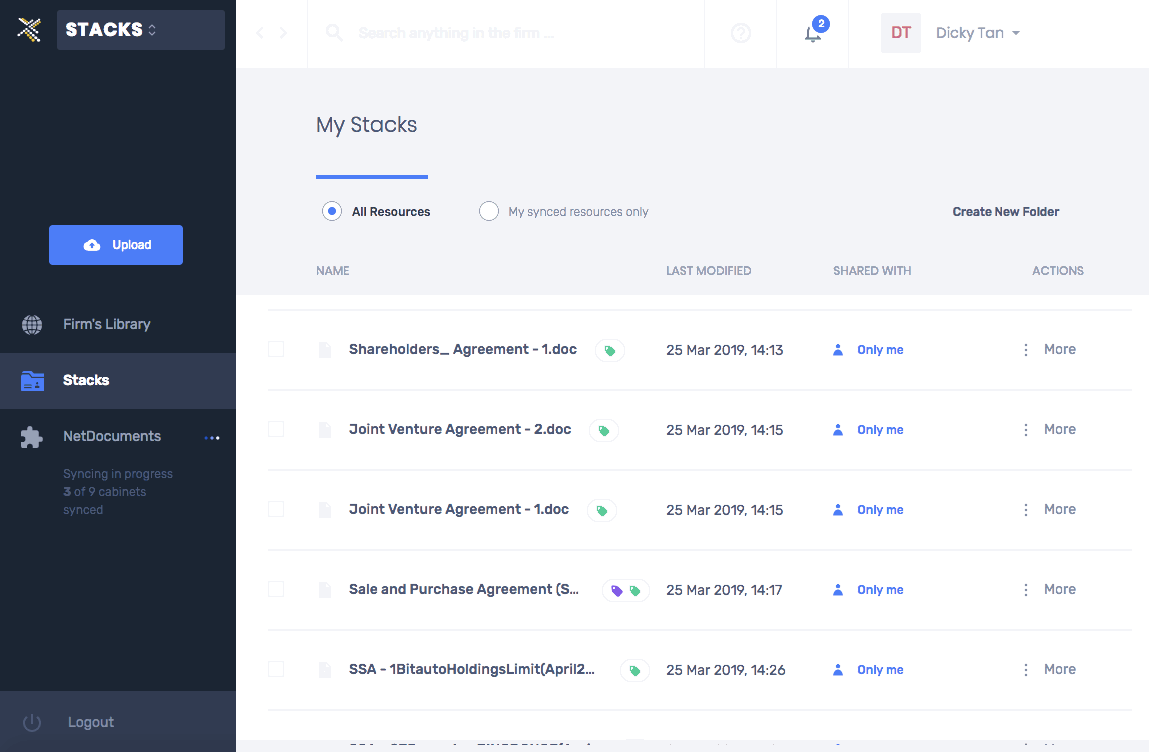 STACKS
Search anything in the firm ...
2
DT
Dicky Tan
My Stacks
All Resources
My synced resources only
Create New Folder
NAME
LAST MODIFIED
SHARED WITH
ACTIONS
Upload
Firm's Library
Stacks
NetDocuments
Syncing in progress
3 of 9 cabinets
synced
Logout
Shareholders_ Agreement - 1.doc
25 Mar 2019, 14:13
Only me
More
Joint Venture Agreement - 2.doc
25 Mar 2019, 14:15
Only me
More
Joint Venture Agreement - 1.doc
25 Mar 2019, 14:15
Only me
More
Sale and Purchase Agreement (S...
25 Mar 2019, 14:17
Only me
More
SSA - 1BitautoHoldingsLimit(April2...
25 Mar 2019, 14:26
Only me
More